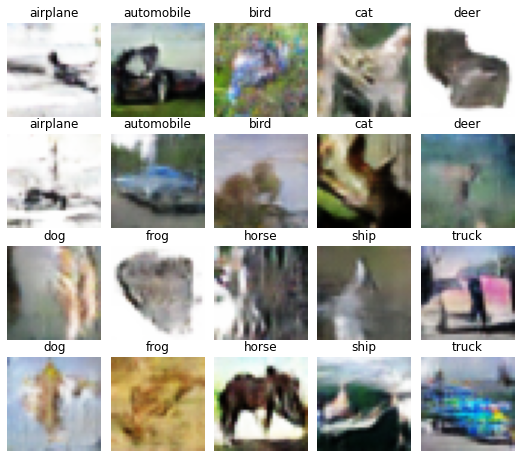 airplane automobile bird cat deer
airplane automobile bird cat deer
dog frog horse ship truck
dog frog horse ship truck